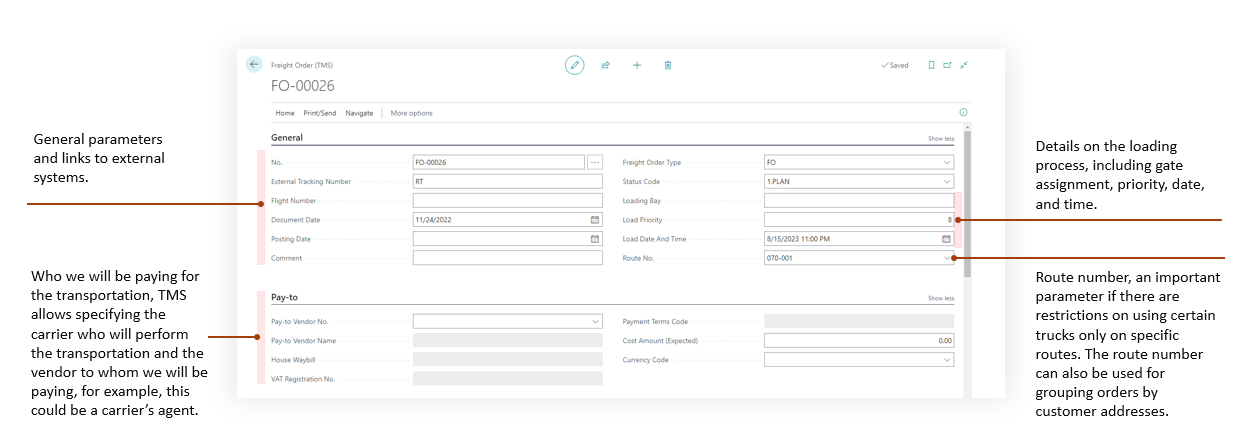 Freight Order (TMS)
Saved
FO-00026
Home Print/Send Navigate More options
General
Show less
No.
FO-00026
External Tracking Number
RT
Flight Number
Document Date
11/24/2022
Posting Date
Comment
Freight Order Type
FO
Status Code
1.PLAN
Loading Bay
Load Priority
8
Load Date And Time
8/15/2023 11:00 PM
Route No.
070-001
Pay-to
Show less
Pay-to Vendor No.
Pay-to Vendor Name
House Waybill
VAT Registration No.
Payment Terms Code
Cost Amount (Expected)
0.00
Currency Code
General parameters
and links to external
systems.
Who we will be paying for
the transportation, TMS
allows specifying the
carrier who will perform
the transportation and the
vendor to whom we will be
paying, for example, this
could be a carrier’s agent.
Details on the loading
process, including gate
assignment, priority, date,
and time.
Route number, an important
parameter if there are
restrictions on using certain
trucks only on specific
routes. The route number
can also be used for
grouping orders by
customer addresses.